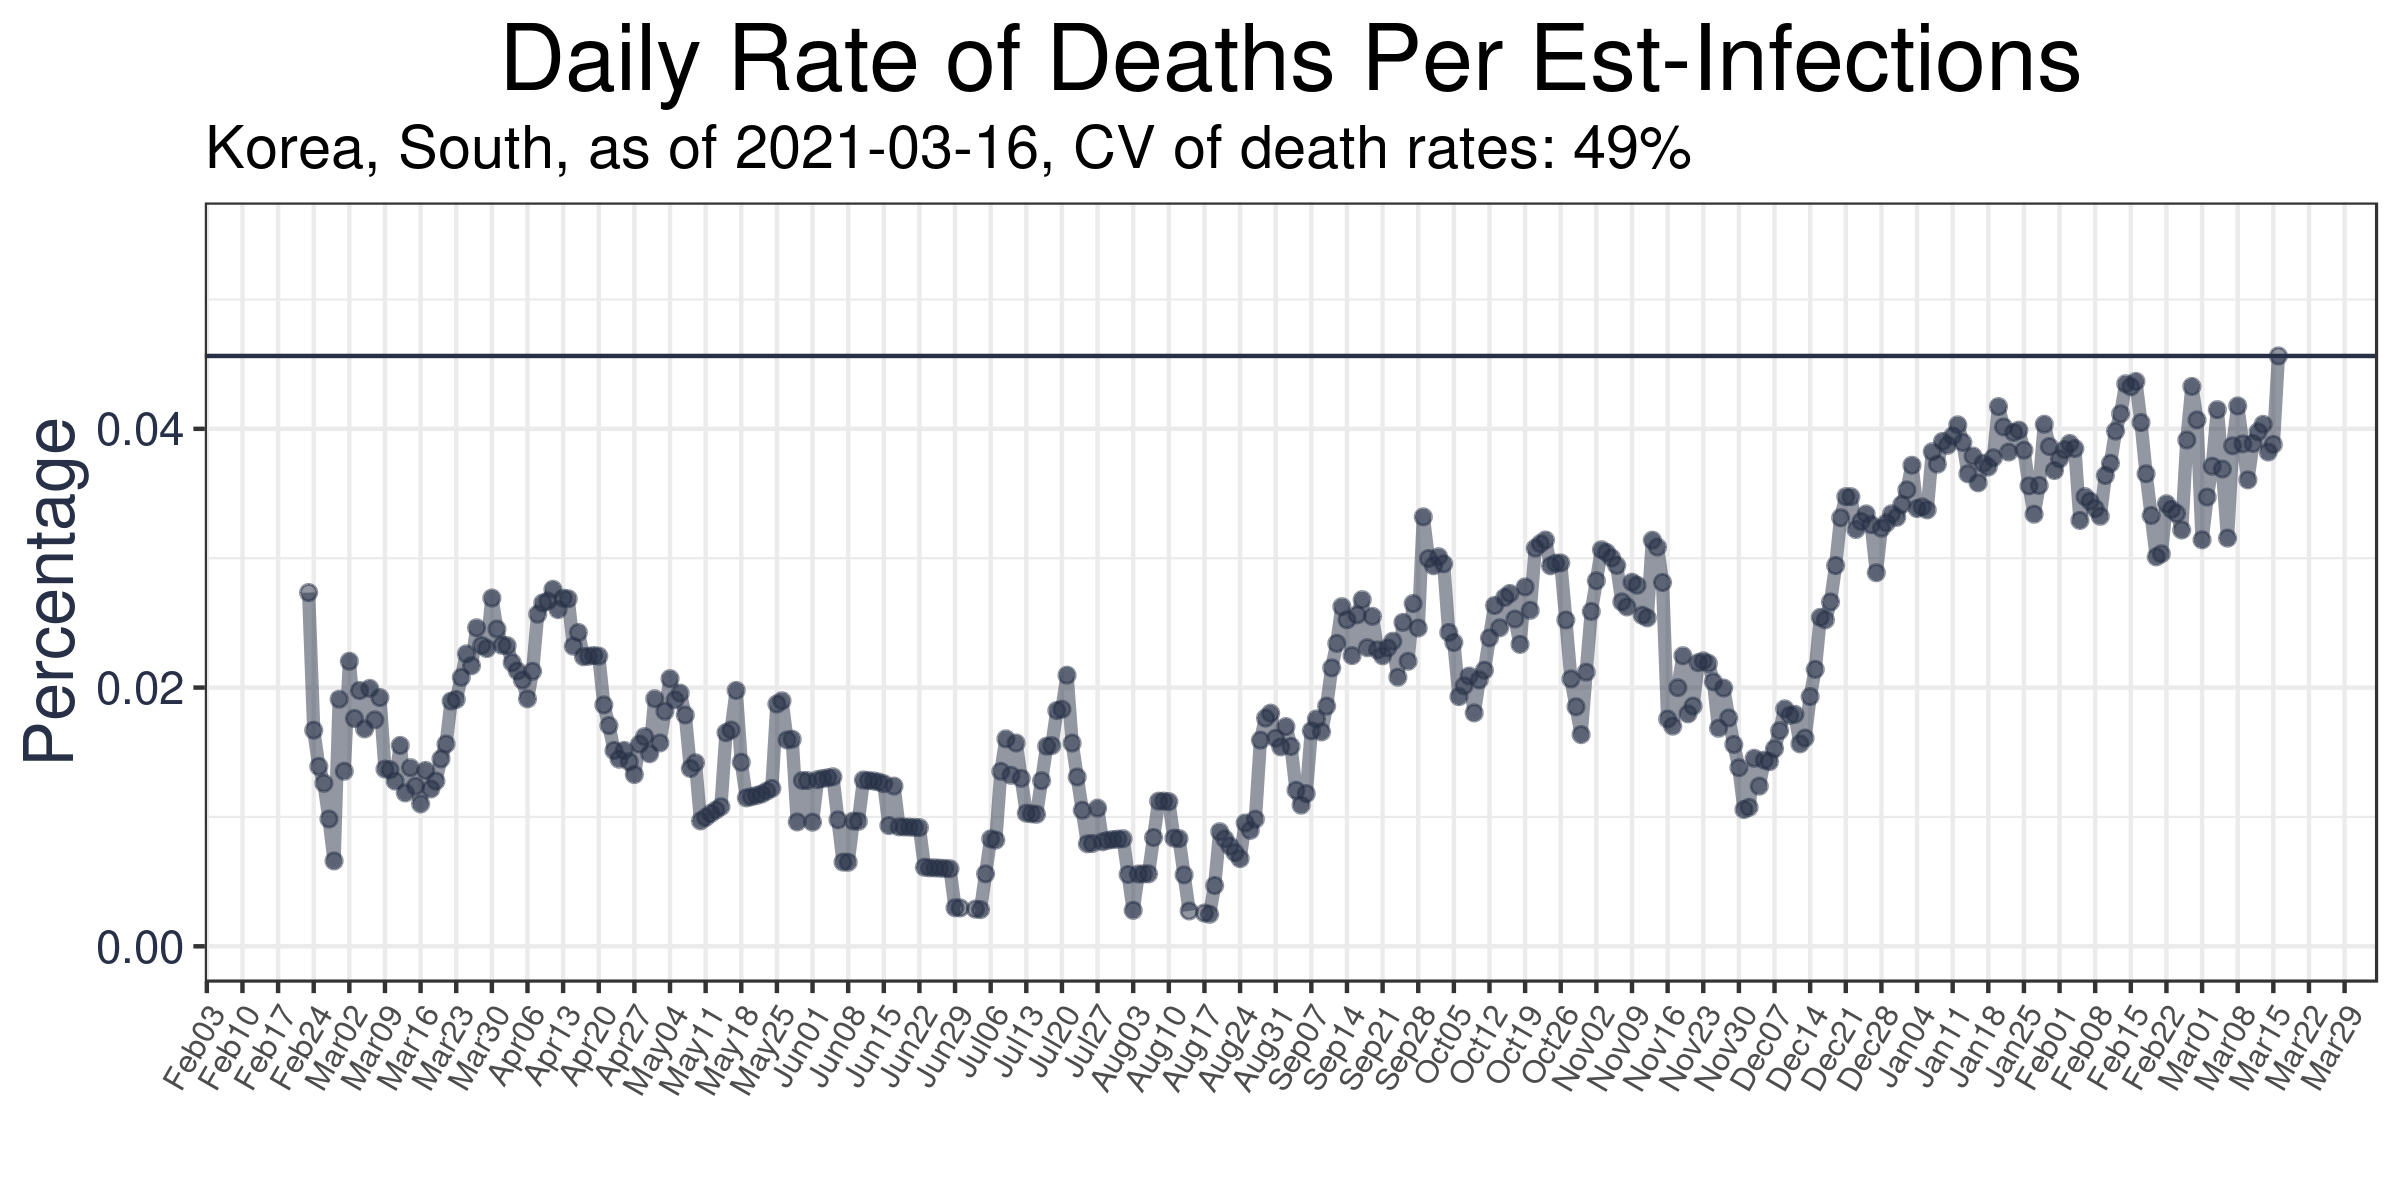 Daily Rate of Deaths Per Est-Infections
Korea, South, as of 2021-03-16, CV of death rates: 49%
Percentage
0.04
0.02
0.00
Feb03
Feb10
Feb17
Feb24
Mar02
Mar09
Mar16
Mar23
Mar30
Apr06
Apr13
Apr20
Apr27
May04
May11
May18
May25
Jun01
Jun08
Jun15
Jun22
Jun29
Jul06
Jul13
Jul20
Jul27
Aug03
Aug10
Aug17
Aug24
Aug31
Sep07
Sep14
Sep21
Sep28
Oct05
Oct12
Oct19
Oct26
Nov02
Nov09
Nov16
Nov23
Nov30
Dec07
Dec14
Dec21
Dec28
Jan04
Jan11
Jan18
Jan25
Feb01
Feb08
Feb15
Feb22
Mar01
Mar08
Mar15
Mar22
Mar29